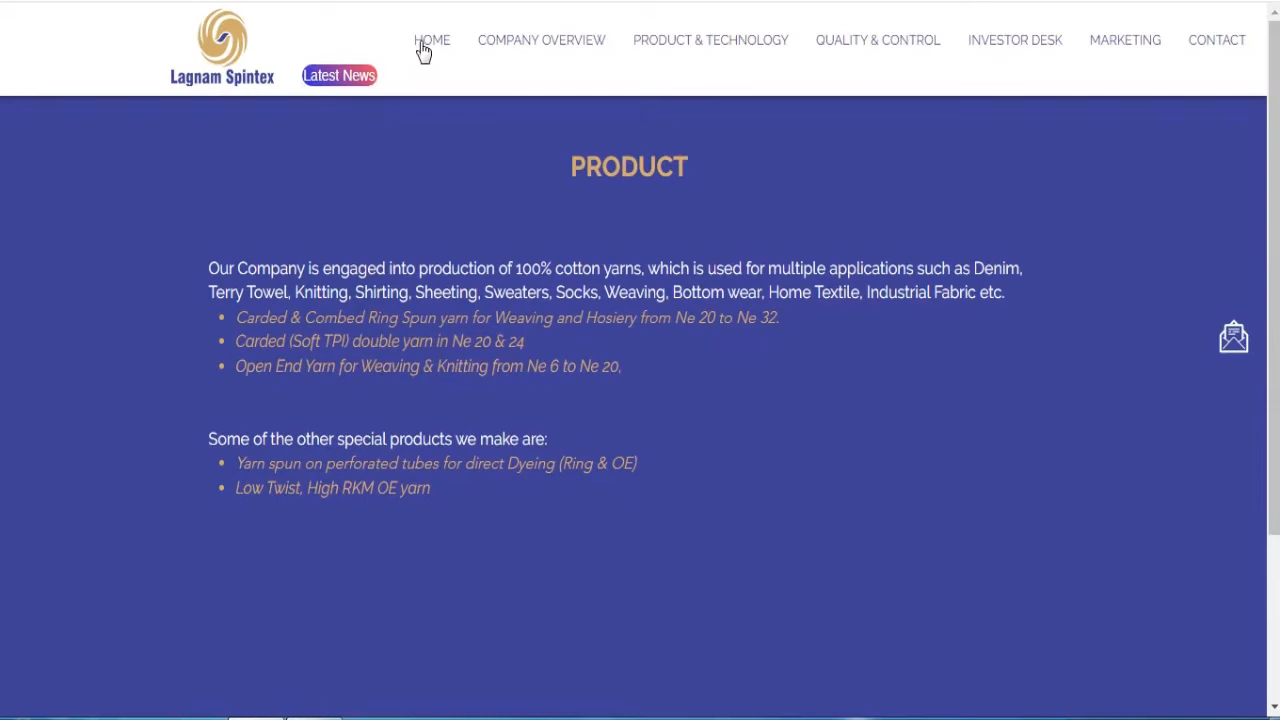 HOME COMPANY OVERVIEW PRODUCT & TECHNOLOGY QUALITY & CONTROL INVESTOR DESK MARKETING CONTACT
Lagnam Spintex
Latest News
PRODUCT
Our Company is engaged into production of 100% cotton yarns, which is used for multiple applications such as Denim,
Terry Towel, Knitting, Shirting, Sheeting, Sweaters, Socks, Weaving, Bottom wear, Home Textile, Industrial Fabric etc.
• Carded & Combed Ring Spun yarn for Weaving and Hosiery from Ne 20 to Ne 32.
• Carded (Soft TPI) double yarn in Ne 20 & 24
• Open End Yarn for Weaving & Knitting from Ne 6 to Ne 20,
Some of the other special products we make are:
• Yarn spun on perforated tubes for direct Dyeing (Ring & OE)
• Low Twist, High RKM OE yarn